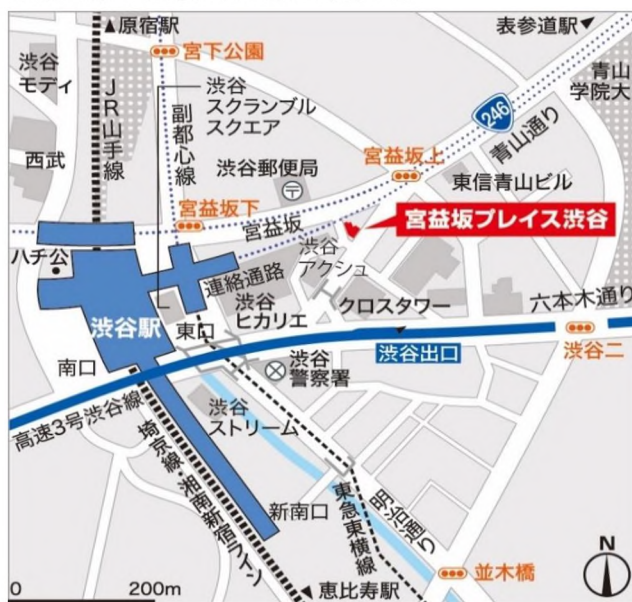 原宿駅
表参道駅
宮下公園
渋谷
モディ
渋谷
スクランブル
スクエア
青山
学院大
JR山手線
副都心線
246
青山通り
西武
渋谷郵便局
宮益坂上
東信青山ビル
宮益坂下
宮益坂
宮益坂プレイス渋谷
ハチ公
連絡通路
渋谷
アクシュ
渋谷駅
東口
渋谷
ヒカリエ
クロスタワー
六本木通り
南口
渋谷出口
渋谷二
渋谷
警察署
高速3号渋谷線
渋谷
ストリーム
埼京線・湘南新宿ライン
新南口
東急東横線
明治通り
並木橋
N
0
200m
恵比寿駅